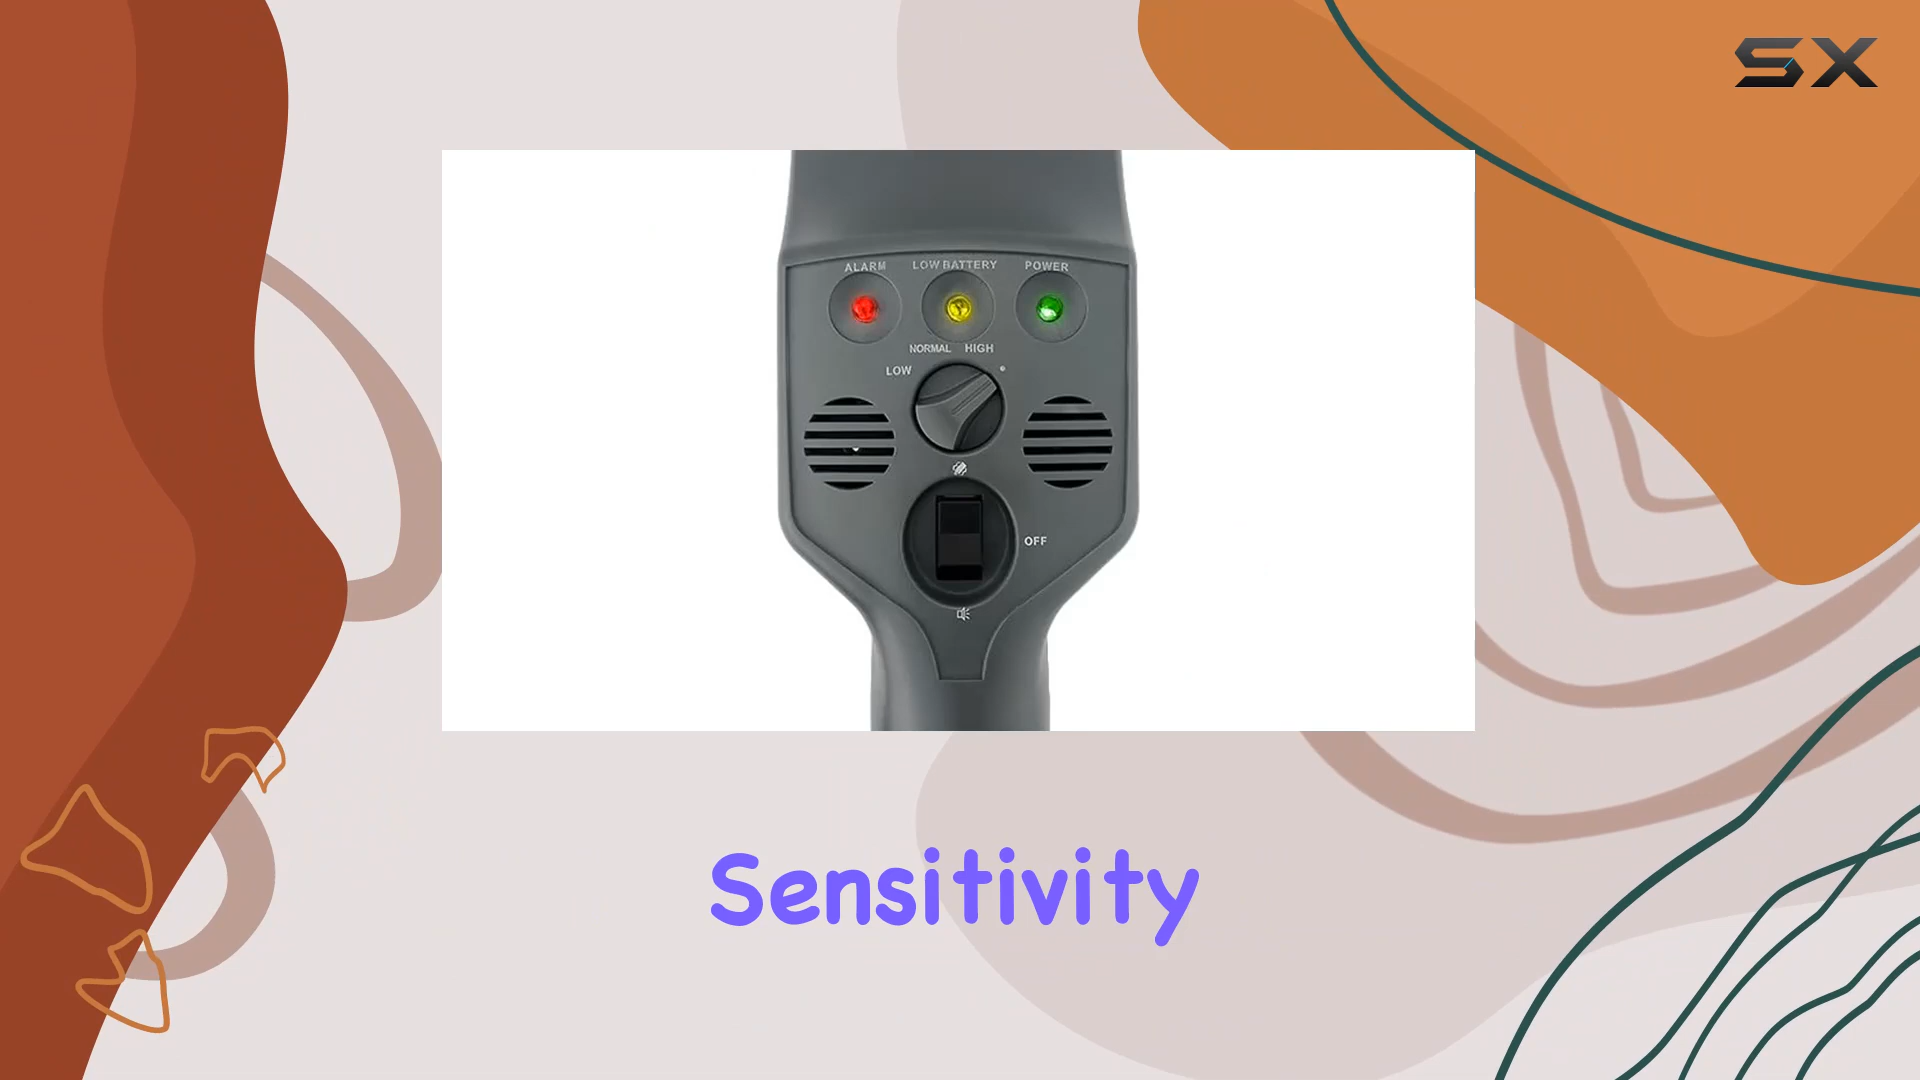 SX
ALARM LOW BATTERY POWER
NORMAL HIGH
LOW
OFF
Sensitivity